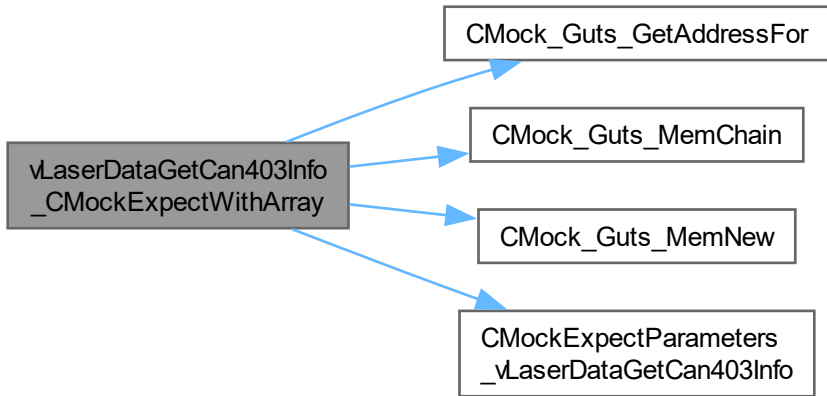 CMock_Guts_GetAddressFor
CMock_Guts_MemChain
vLaserDataGetCan403Info
_CMockExpectWithArray
CMock_Guts_MemNew
CMockExpectParameters
_vLaserDataGetCan403Info